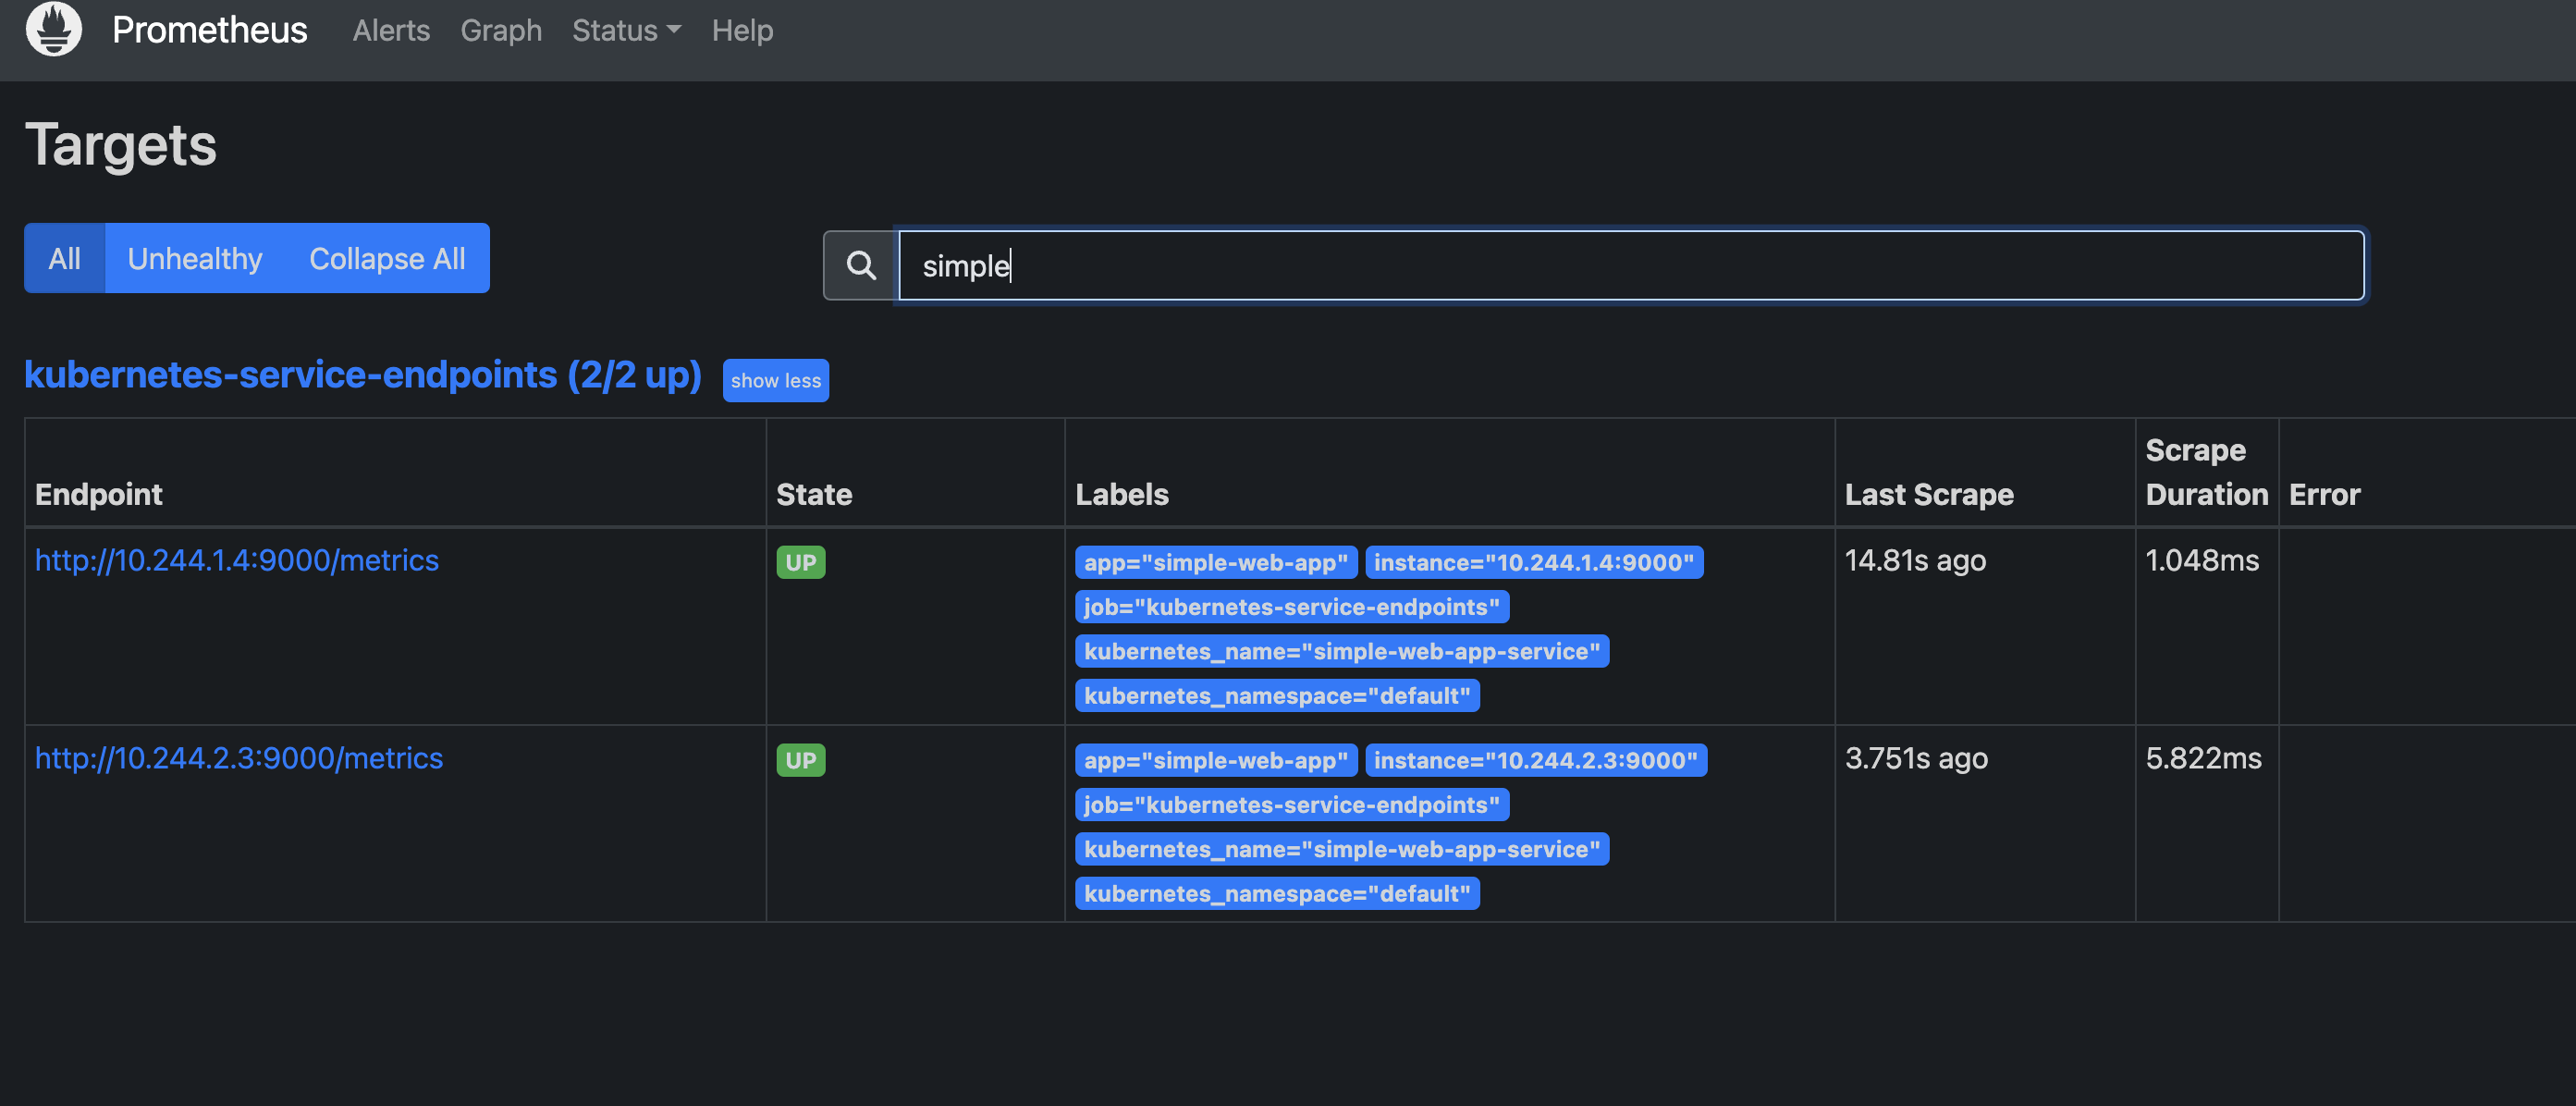 Prometheus Alerts Graph Status Help
Targets
All Unhealthy Collapse All
simple
kubernetes-service-endpoints (2/2 up) show less
Endpoint State Labels Last Scrape Scrape Duration Error
http://10.244.1.4:9000/metrics UP app="simple-web-app" instance="10.244.1.4:9000" 14.81s ago 1.048ms
job="kubernetes-service-endpoints"
kubernetes_name="simple-web-app-service"
kubernetes_namespace="default"
http://10.244.2.3:9000/metrics UP app="simple-web-app" instance="10.244.2.3:9000" 3.751s ago 5.822ms
job="kubernetes-service-endpoints"
kubernetes_name="simple-web-app-service"
kubernetes_namespace="default"